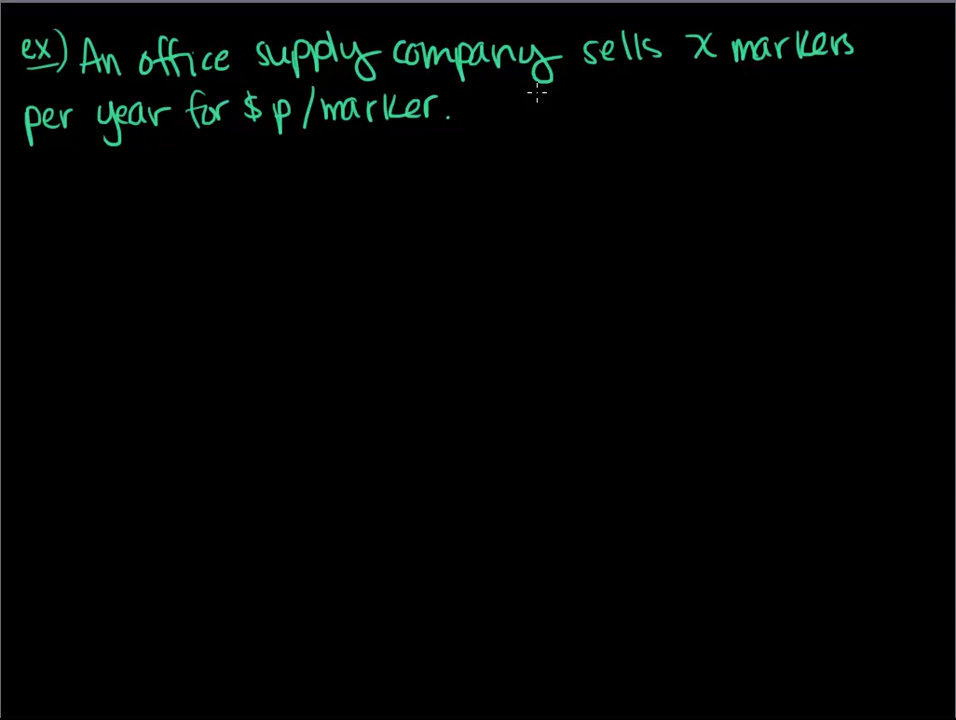 ex) An office supply company sells x markers
per year for $p/marker.